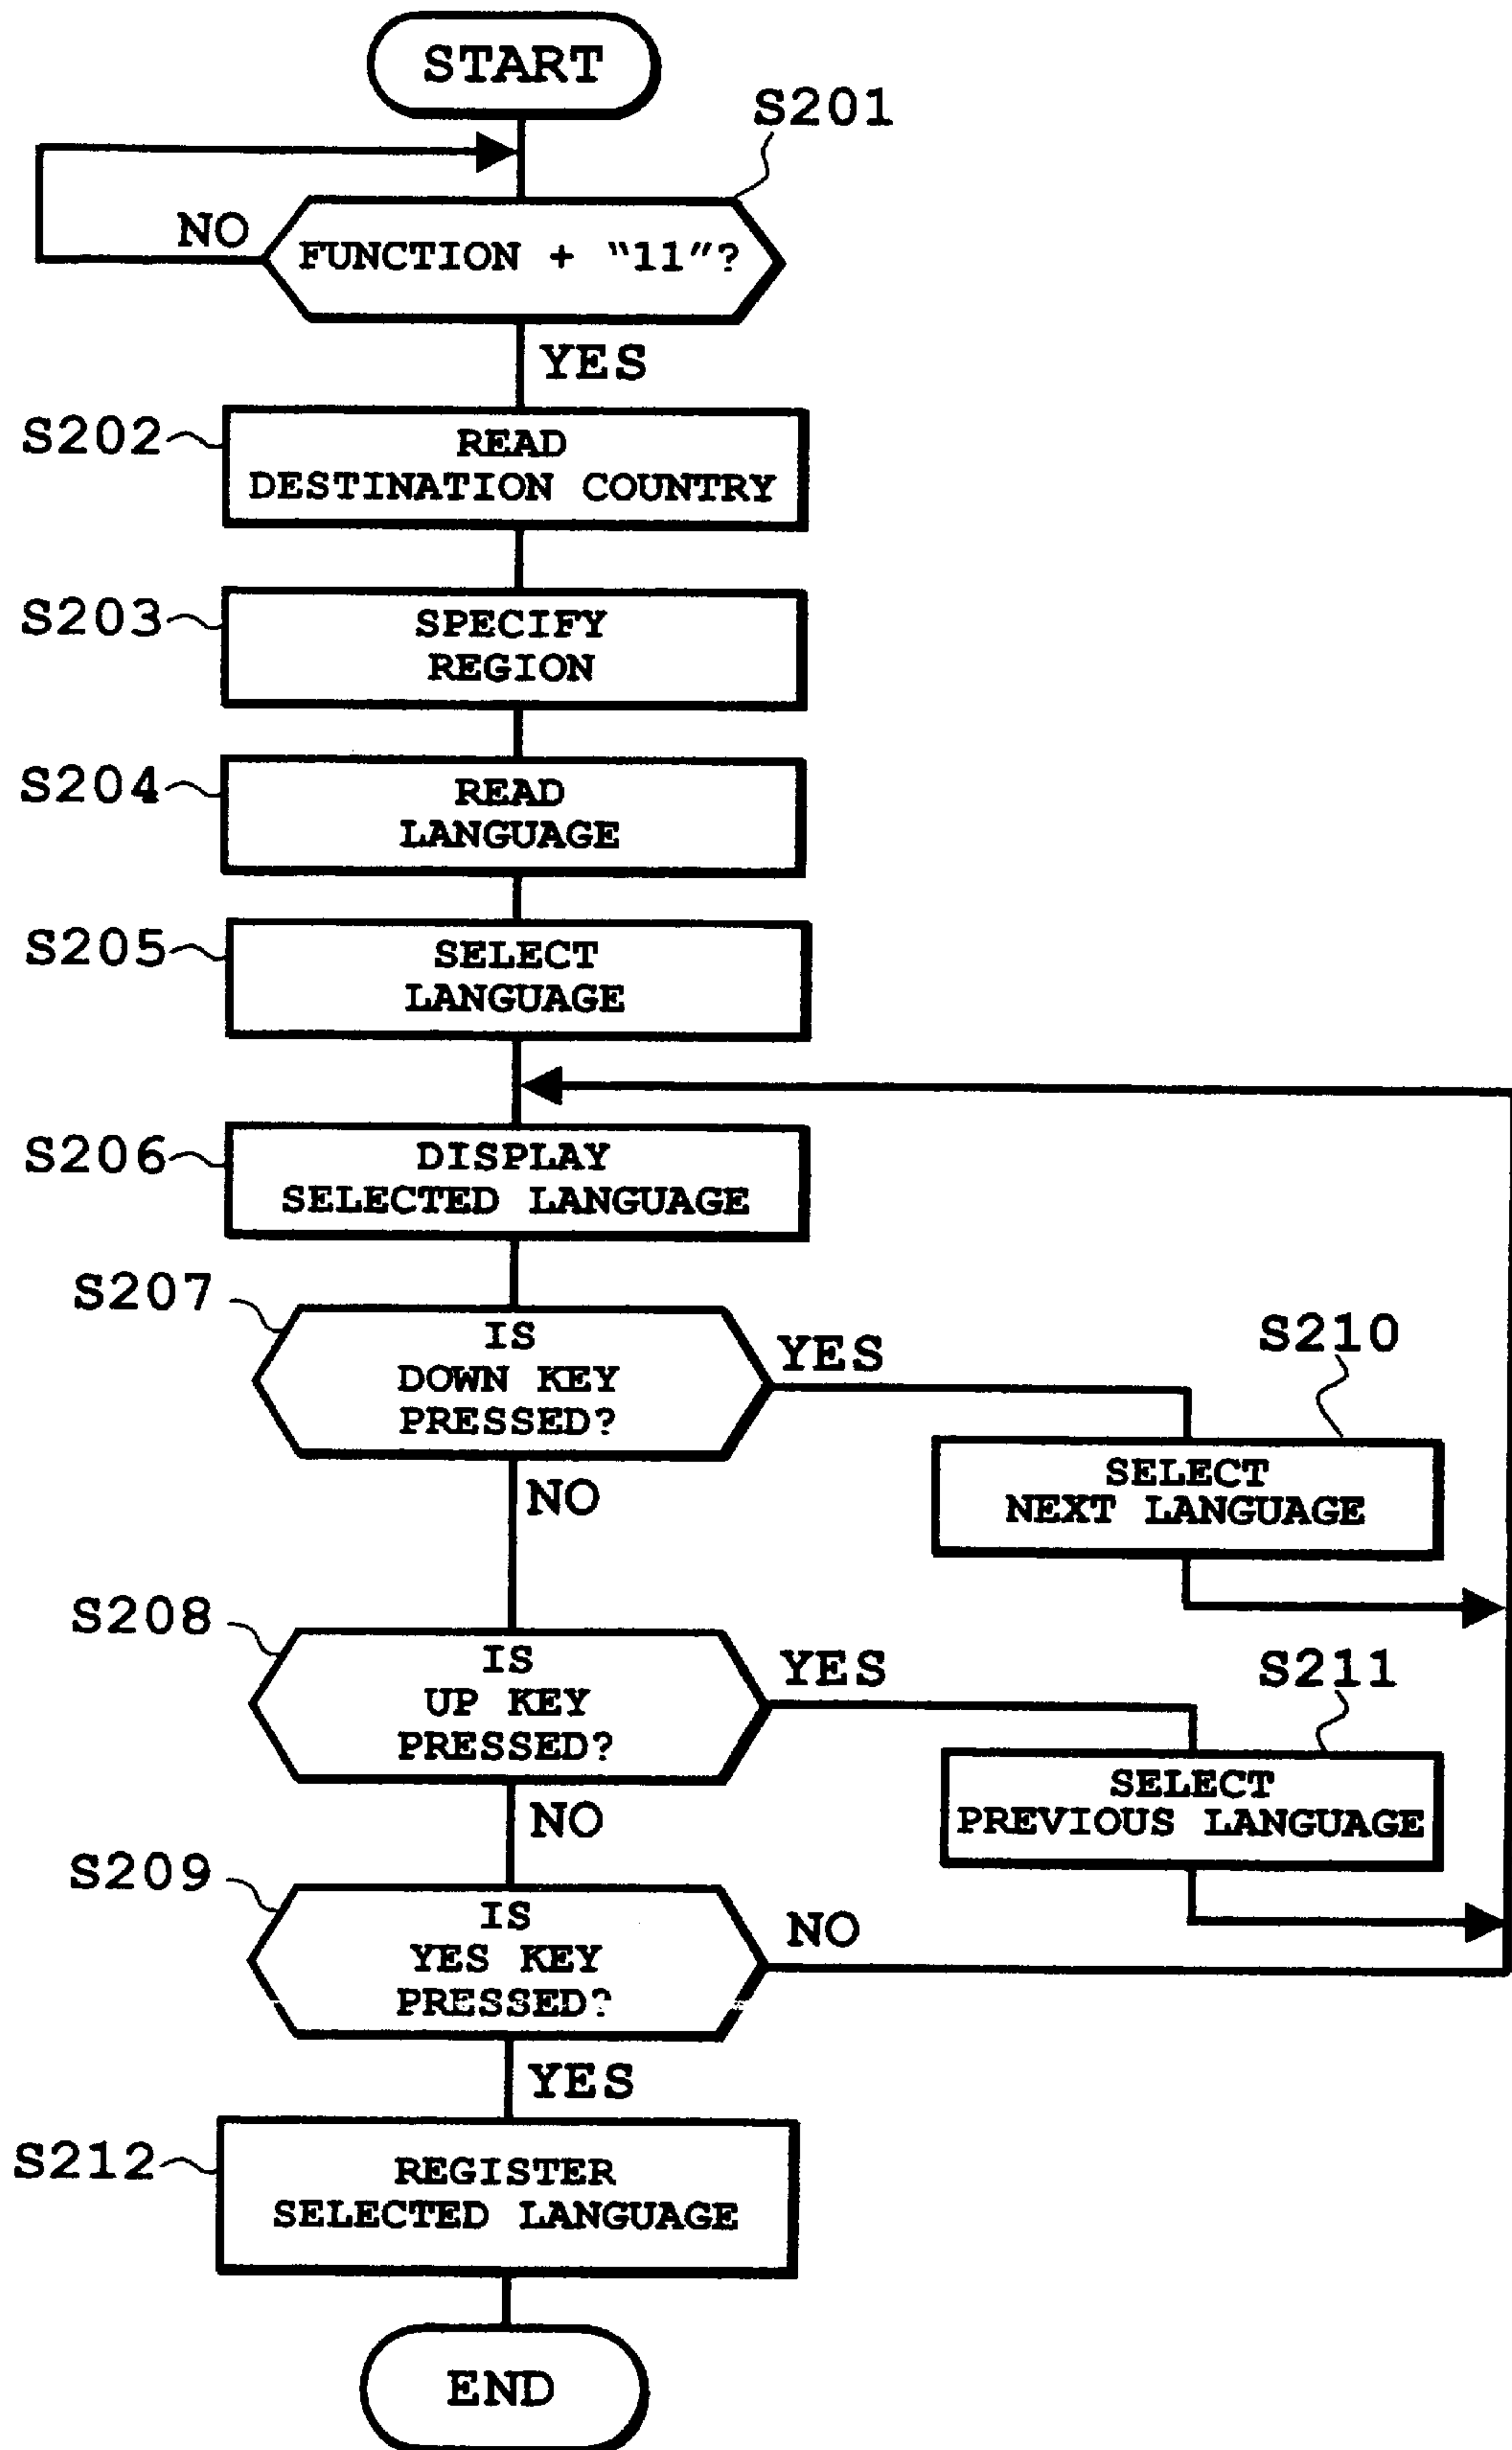 START
S201
NO
FUNCTION + "11"?
YES
S202
READ
DESTINATION COUNTRY
S203
SPECIFY
REGION
S204
READ
LANGUAGE
S205
SELECT
LANGUAGE
S206
DISPLAY
SELECTED LANGUAGE
S207
IS
DOWN KEY
PRESSED?
YES
S210
SELECT
NEXT LANGUAGE
NO
S208
IS
UP KEY
PRESSED?
YES
S211
SELECT
PREVIOUS LANGUAGE
NO
S209
IS
YES KEY
PRESSED?
NO
YES
S212
REGISTER
SELECTED LANGUAGE
END